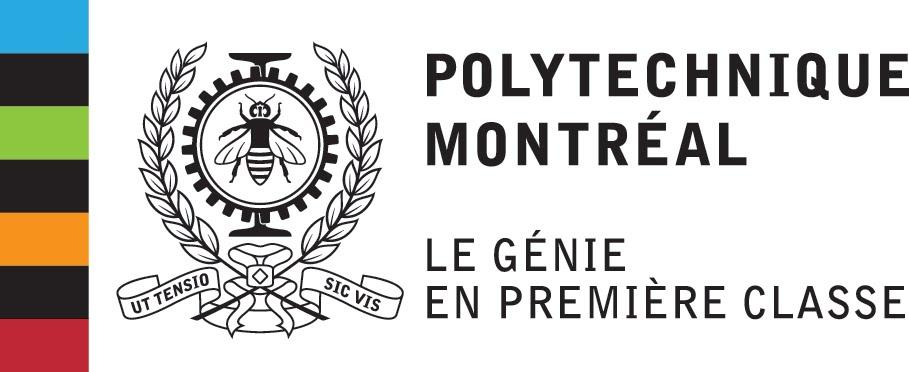 POLYTECHNIQUE
MONTRÉAL
LE GÉNIE
EN PREMIÈRE CLASSE
UT TENSIO SIC VIS